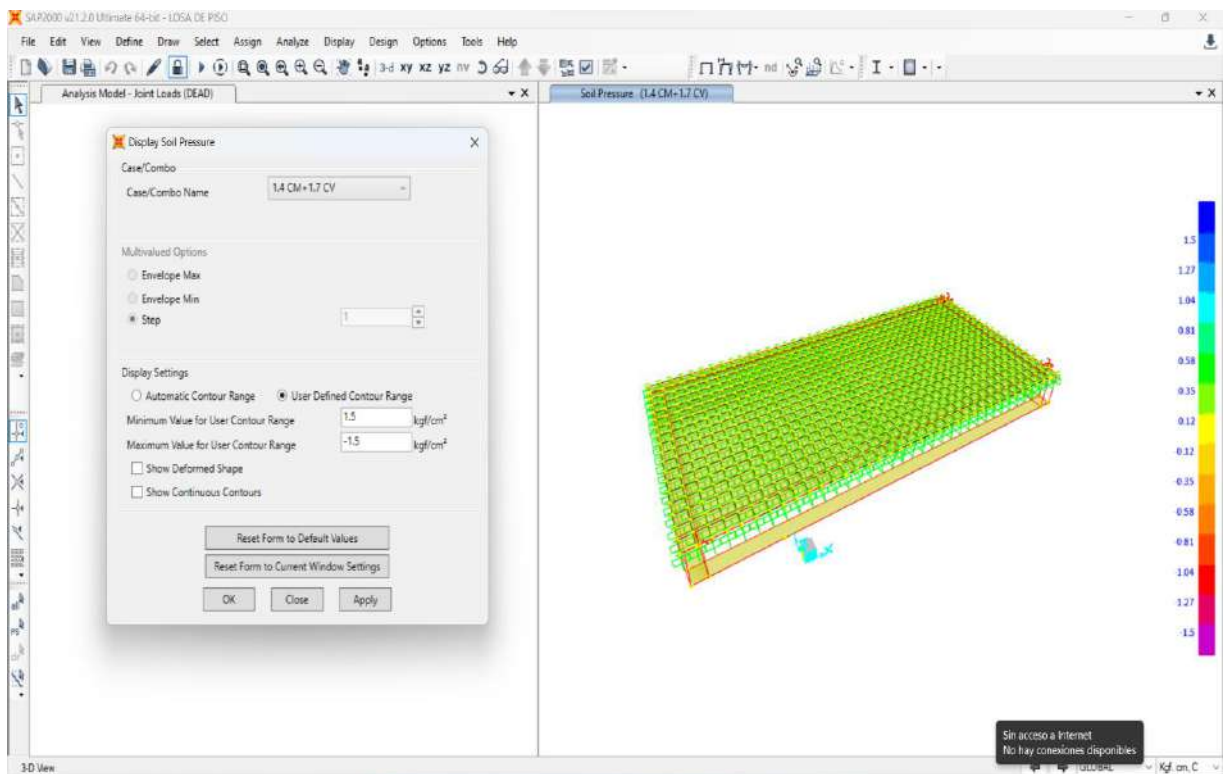 SAP2000 v21.2.0 Ultimate 64-bit - LOSA DE PISO
File Edit View Define Draw Select Assign Analyze Display Design Options Tools Help
3-d xy xz yz nv
nd
Analysis Model - Joint Loads (DEAD)
Soil Pressure (1.4 CM+1.7 CV)
Display Soil Pressure
Case/Combo
Case/Combo Name 1.4 CM+1.7 CV
Multivalued Options
Envelope Max
Envelope Min
Step 1
Display Settings
Automatic Contour Range User Defined Contour Range
Minimum Value for User Contour Range 1.5 kgf/cm²
Maximum Value for User Contour Range -1.5 kgf/cm²
Show Deformed Shape
Show Continuous Contours
Reset Form to Default Values
Reset Form to Current Window Settings
OK Close Apply
1.5
1.27
1.04
0.81
0.58
0.35
0.12
-0.12
-0.35
-0.58
-0.81
-1.04
-1.27
-1.5
X
Sin acceso a Internet
No hay conexiones disponibles
3-D View
GLOBAL
Kgf, cm, C